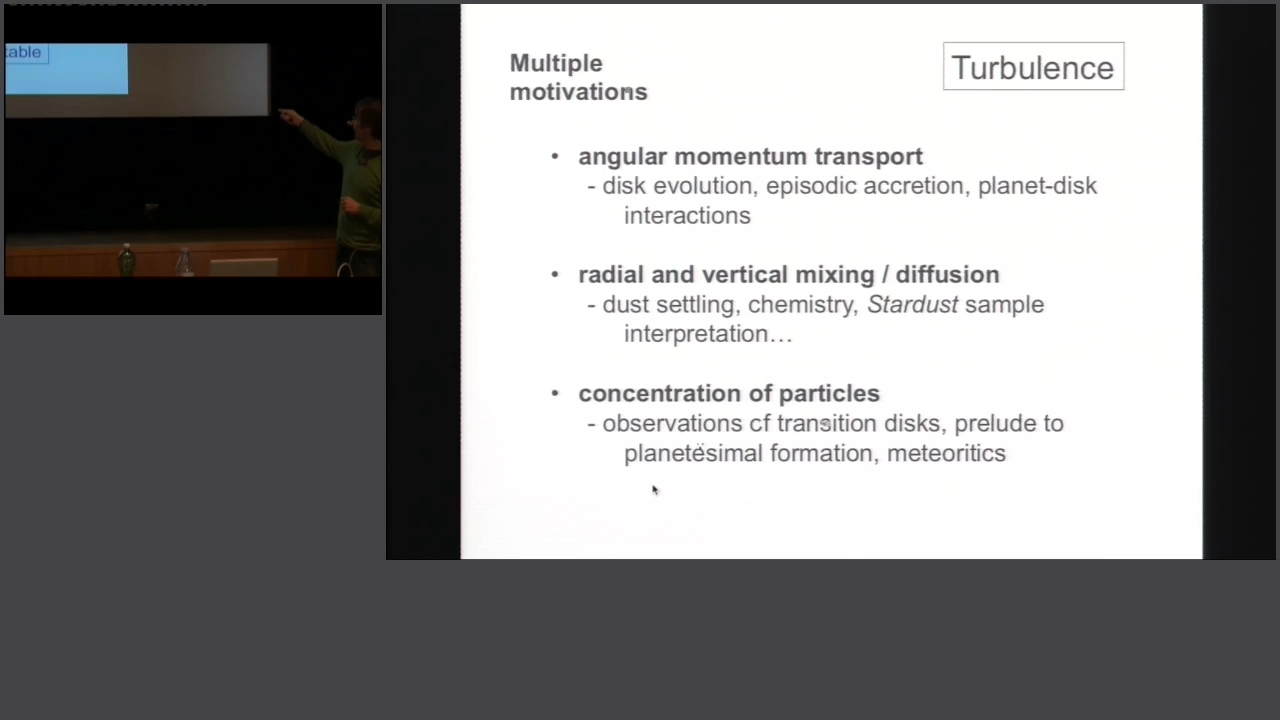 table
Multiple
motivations
Turbulence
• angular momentum transport
- disk evolution, episodic accretion, planet-disk
interactions
• radial and vertical mixing / diffusion
- dust settling, chemistry, Stardust sample
interpretation…
• concentration of particles
- observations of transition disks, prelude to
planetesimal formation, meteoritics